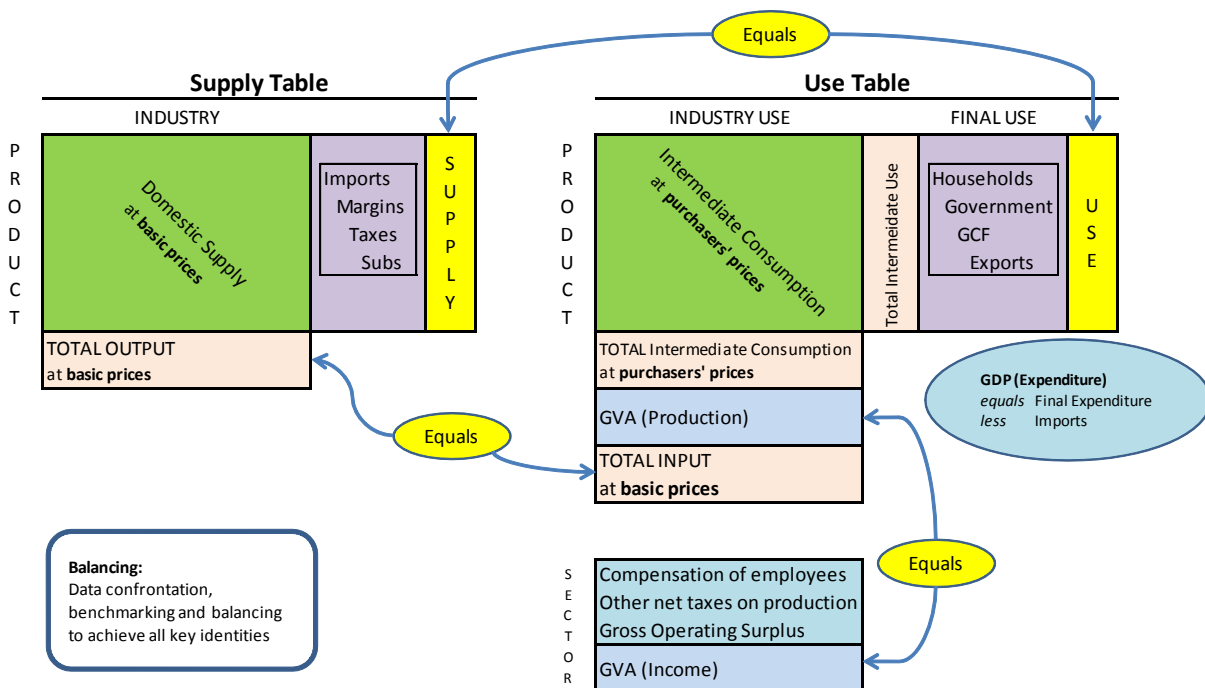 Equals
Supply Table
INDUSTRY
PRODUCT
Domestic Supply
at basic prices
Imports
Margins
Taxes
Subs
SUPPLY
TOTAL OUTPUT
at basic prices
Use Table
INDUSTRY USE
FINAL USE
PRODUCT
Intermediate Consumption
at purchasers' prices
Total Intermeidate Use
Households
Government
GCF
Exports
USE
TOTAL Intermediate Consumption
at purchasers' prices
GVA (Production)
TOTAL INPUT
at basic prices
Equals
GDP (Expenditure)
equals Final Expenditure
less Imports
Equals
SECTOR
Compensation of employees
Other net taxes on production
Gross Operating Surplus
GVA (Income)
Balancing:
Data confrontation,
benchmarking and balancing
to achieve all key identities